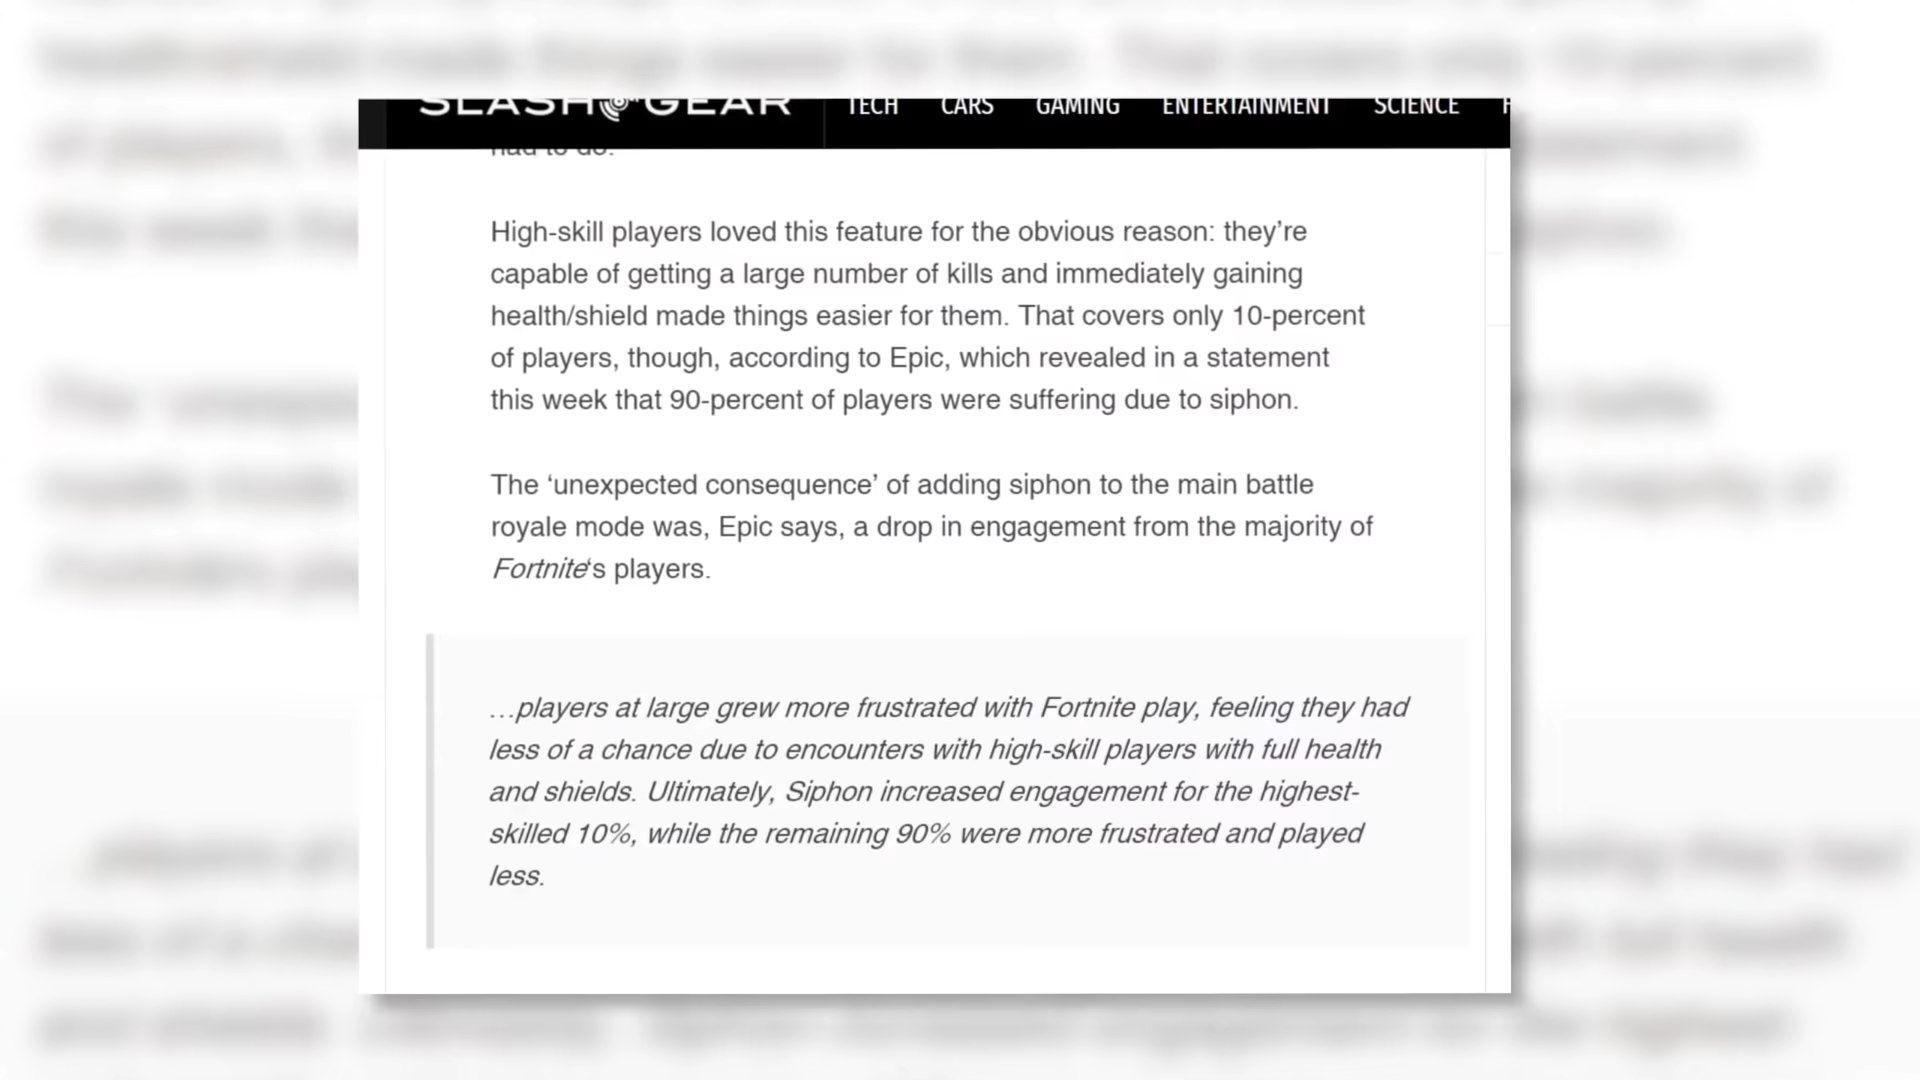 SLASH GEAR TECH CARS GAMING ENTERTAINMENT SCIENCE
had to do.
High-skill players loved this feature for the obvious reason: they’re
capable of getting a large number of kills and immediately gaining
health/shield made things easier for them. That covers only 10-percent
of players, though, according to Epic, which revealed in a statement
this week that 90-percent of players were suffering due to siphon.
The ‘unexpected consequence’ of adding siphon to the main battle
royale mode was, Epic says, a drop in engagement from the majority of
Fortnite‘s players.
…players at large grew more frustrated with Fortnite play, feeling they had
less of a chance due to encounters with high-skill players with full health
and shields. Ultimately, Siphon increased engagement for the highest-
skilled 10%, while the remaining 90% were more frustrated and played
less.